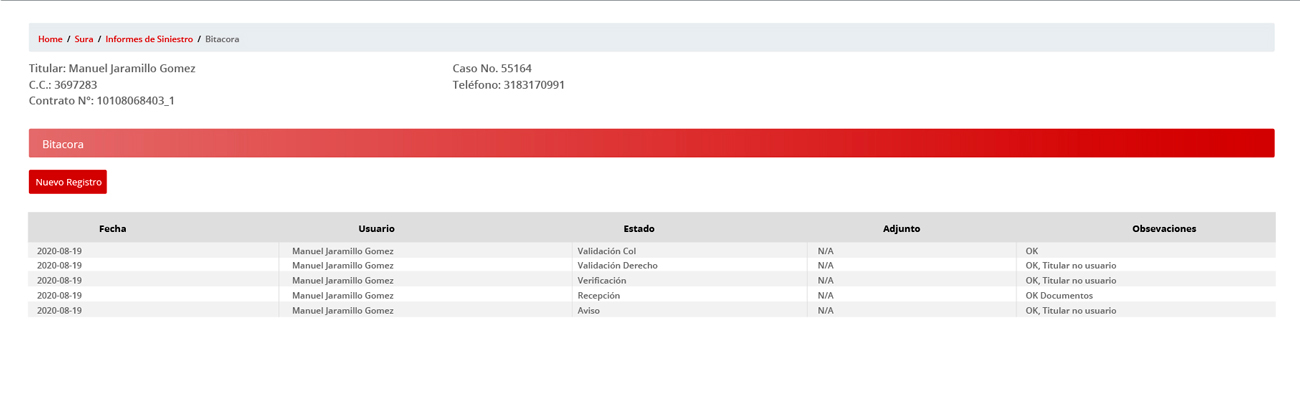 Home / Sura / Informes de Siniestro / Bitacora
Titular: Manuel Jaramillo Gomez Caso No. 55164
C.C.: 3697283 Teléfono: 3183170991
Contrato N°: 10108068403_1
Bitacora
Nuevo Registro
Fecha Usuario Estado Adjunto Obsevaciones
2020-08-19 Manuel Jaramillo Gomez Validación Col N/A OK
2020-08-19 Manuel Jaramillo Gomez Validación Derecho N/A OK, Titular no usuario
2020-08-19 Manuel Jaramillo Gomez Verificación N/A OK, Titular no usuario
2020-08-19 Manuel Jaramillo Gomez Recepción N/A OK Documentos
2020-08-19 Manuel Jaramillo Gomez Aviso N/A OK, Titular no usuario